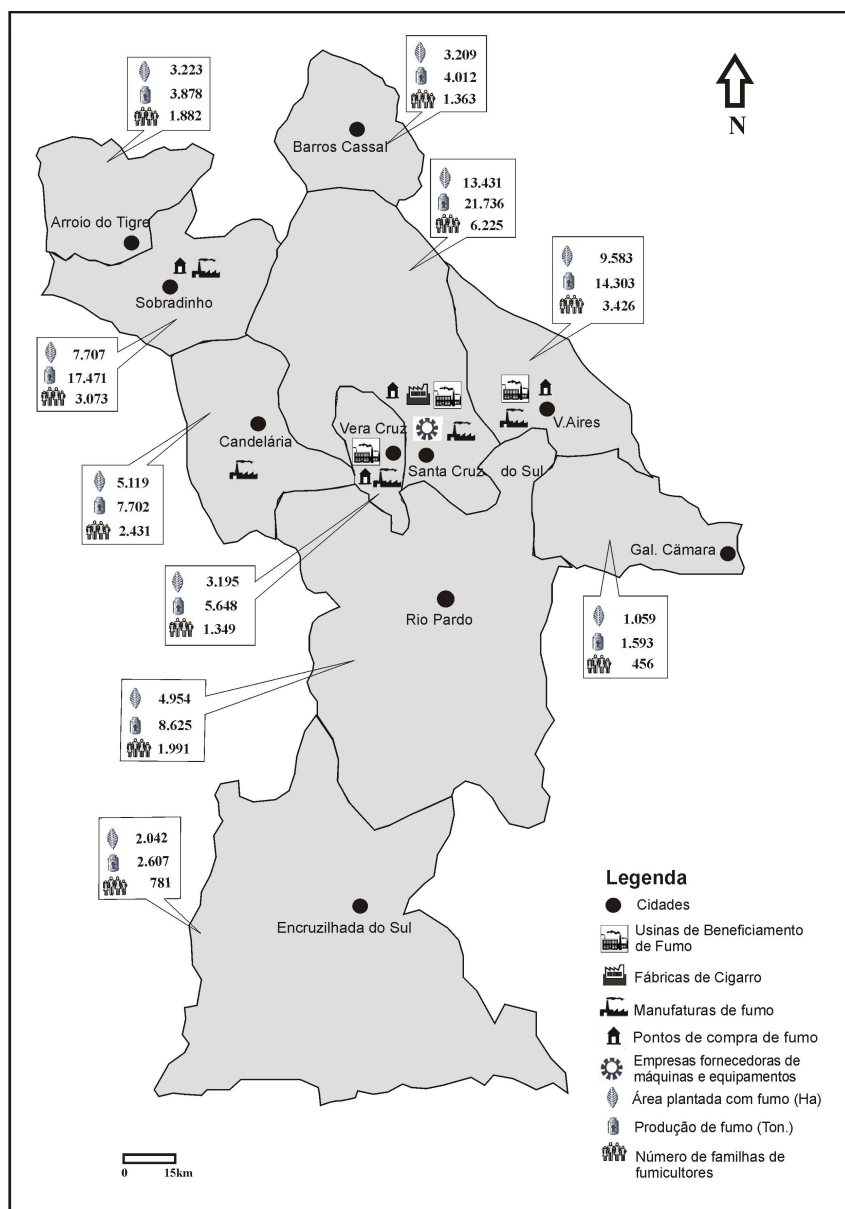 3.223
3.878
1.882
3.209
4.012
1.363
N
Barros Cassal
13.431
21.736
6.225
Arroio do Tigre
9.583
14.303
3.426
Sobradinho
7.707
17.471
3.073
V.Aires
Vera Cruz
Candelária
Santa Cruz do Sul
5.119
7.702
2.431
Gal. Cämara
3.195
5.648
1.349
Rio Pardo
1.059
1.593
456
4.954
8.625
1.991
2.042
2.607
781
Encruzilhada do Sul
Legenda
Cidades
Usinas de Beneficiamento
de Fumo
Fábricas de Cigarro
Manufaturas de fumo
Pontos de compra de fumo
Empresas fornecedoras de
máquinas e equipamentos
Área plantada com fumo (Ha)
Produção de fumo (Ton.)
Número de familhas de
fumicultores
0 15km